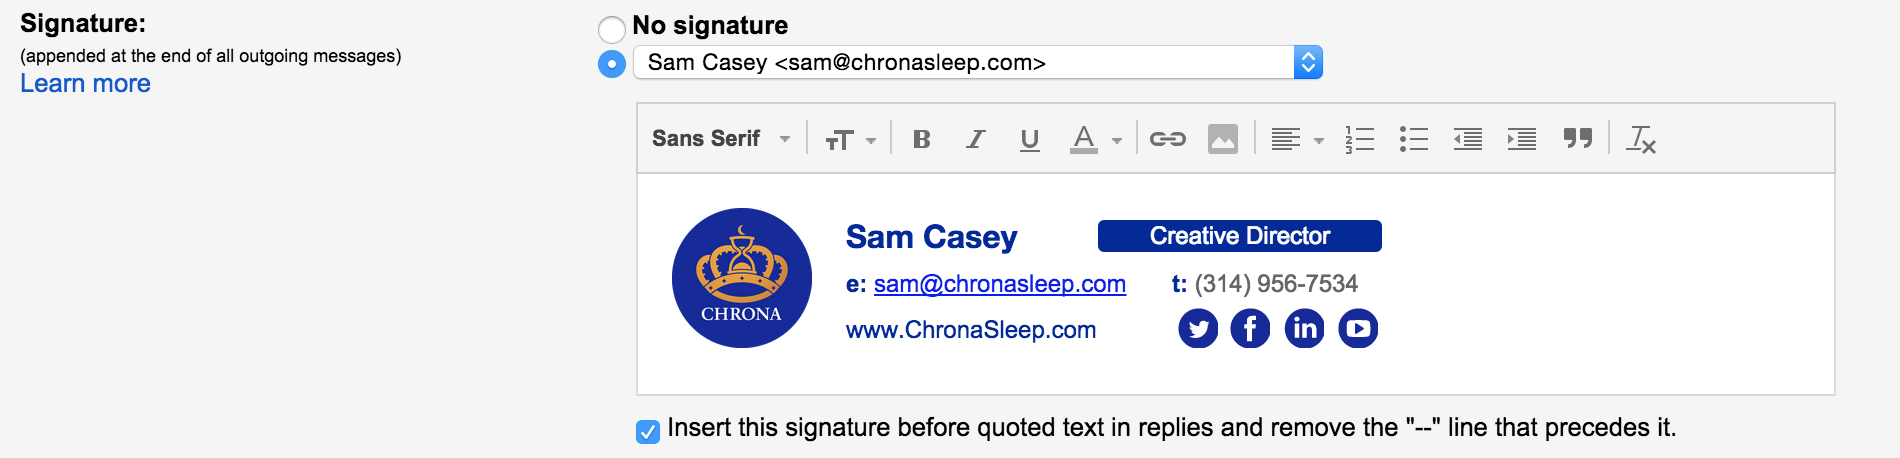 Signature:
(appended at the end of all outgoing messages)
Learn more
No signature
Sam Casey <sam@chronasleep.com>
Sans Serif
CHRONA
Sam Casey Creative Director
e: sam@chronasleep.com t: (314) 956-7534
www.ChronaSleep.com
Insert this signature before quoted text in replies and remove the "--" line that precedes it.